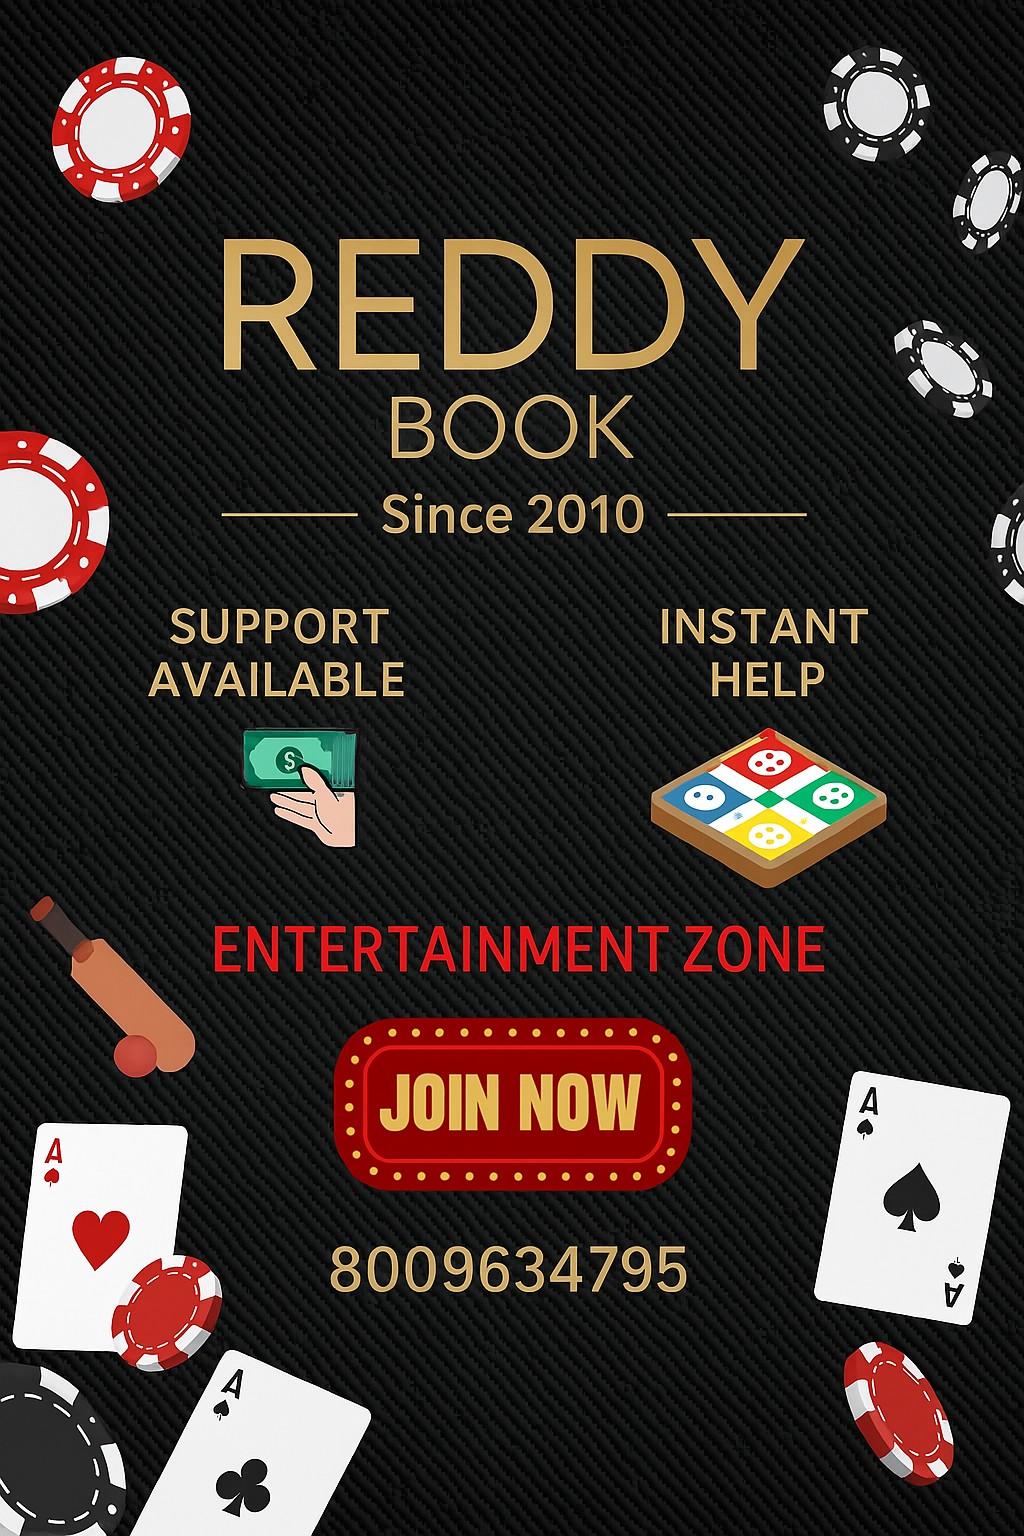 REDDY
BOOK
Since 2010
SUPPORT
AVAILABLE
INSTANT
HELP
$
ENTERTAINMENT ZONE
JOIN NOW
A
A
A
A
8009634795